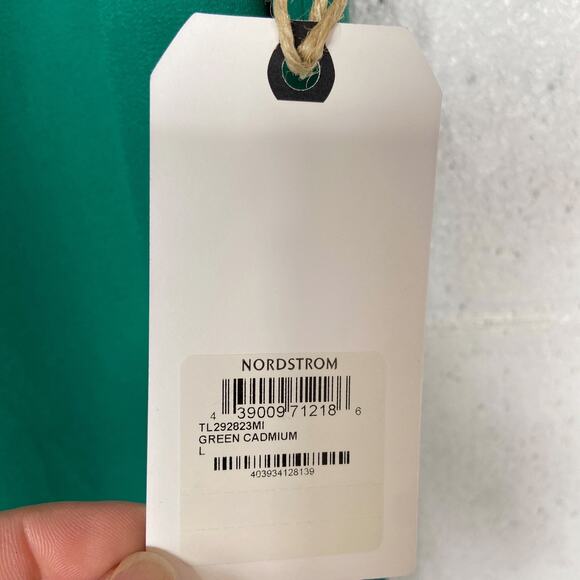 NORDSTROM
4 39009 71218 6
TL292823MI
GREEN CADMIUM
L
403934128139